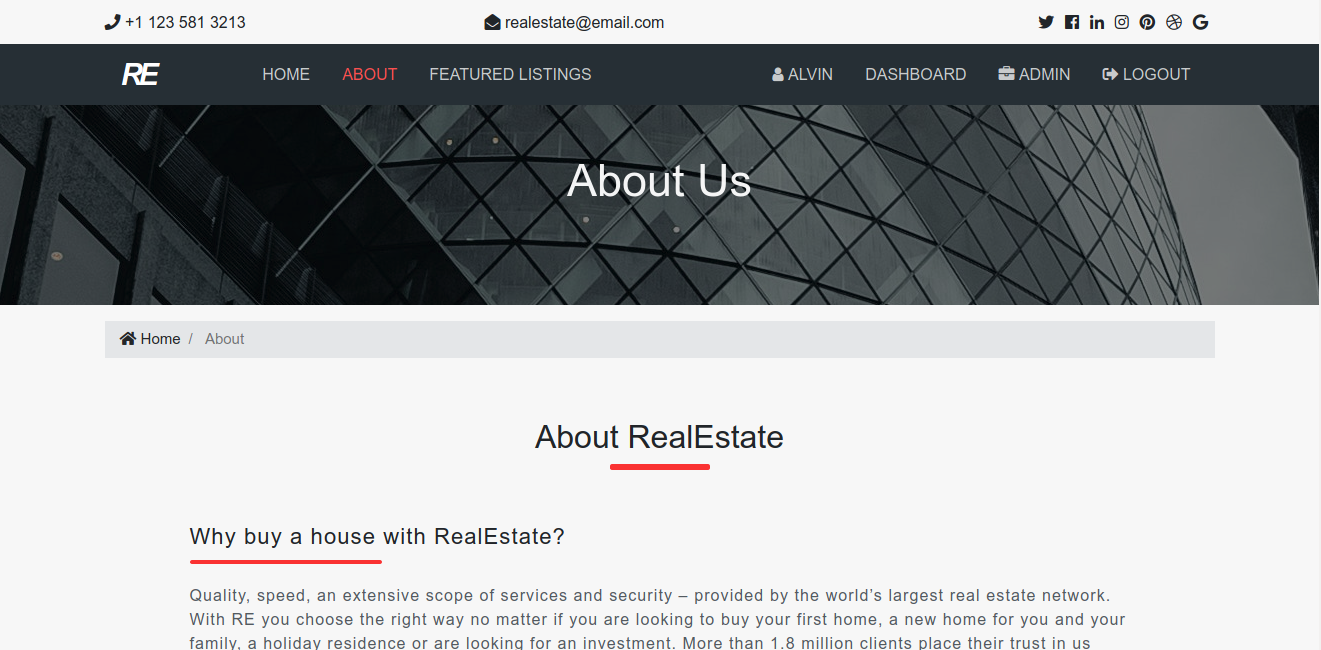 +1 123 581 3213
realestate@email.com
RE
HOME
ABOUT
FEATURED LISTINGS
ALVIN
DASHBOARD
ADMIN
LOGOUT
About Us
Home / About
About RealEstate
Why buy a house with RealEstate?
Quality, speed, an extensive scope of services and security – provided by the world’s largest real estate network.
With RE you choose the right way no matter if you are looking to buy your first home, a new home for you and your
family, a holiday residence or are looking for an investment. More than 1.8 million clients place their trust in us